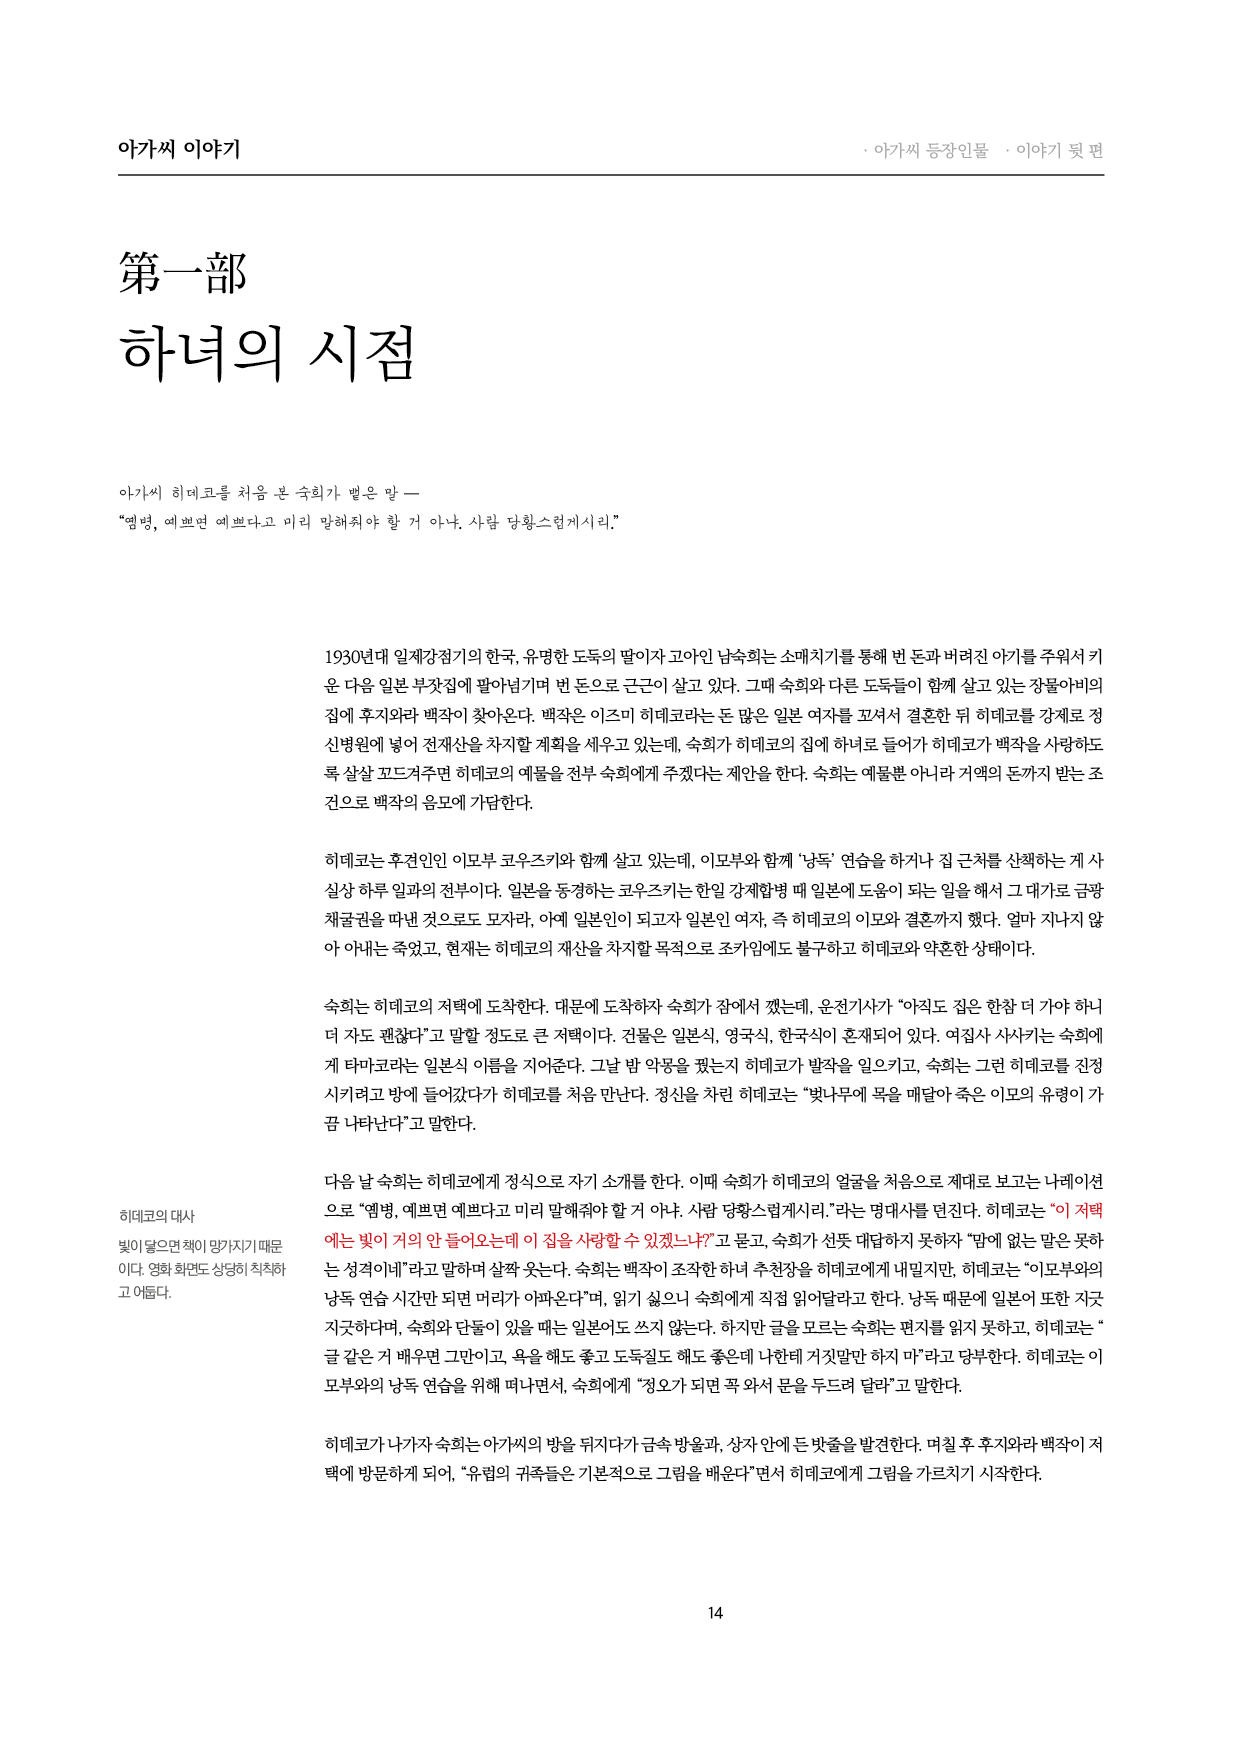 아가씨 이야기
· 아가씨 등장인물 · 이야기 뒷 편
第一部
하녀의 시점
아가씨 히데코를 처음 본 숙희가 뱉은 말 —
“옘병, 예쁘면 예쁘다고 미리 말해줘야 할 거 아냐. 사람 당황스럽게시리.”
1930년대 일제강점기의 한국, 유명한 도둑의 딸이자 고아인 남숙희는 소매치기를 통해 번 돈과 버려진 아기를 주워서 키
운 다음 일본 부잣집에 팔아넘기며 번 돈으로 근근이 살고 있다. 그때 숙희와 다른 도둑들이 함께 살고 있는 장물아비의
집에 후지와라 백작이 찾아온다. 백작은 이즈미 히데코라는 돈 많은 일본 여자를 꼬셔서 결혼한 뒤 히데코를 강제로 정
신병원에 넣어 전재산을 차지할 계획을 세우고 있는데, 숙희가 히데코의 집에 하녀로 들어가 히데코가 백작을 사랑하도
록 살살 꼬드겨주면 히데코의 예물을 전부 숙희에게 주겠다는 제안을 한다. 숙희는 예물뿐 아니라 거액의 돈까지 받는 조
건으로 백작의 음모에 가담한다.
히데코는 후견인인 이모부 코우즈키와 함께 살고 있는데, 이모부와 함께 ‘낭독’ 연습을 하거나 집 근처를 산책하는 게 사
실상 하루 일과의 전부이다. 일본을 동경하는 코우즈키는 한일 강제합병 때 일본에 도움이 되는 일을 해서 그 대가로 금광
채굴권을 따낸 것으로도 모자라, 아예 일본인이 되고자 일본인 여자, 즉 히데코의 이모와 결혼까지 했다. 얼마 지나지 않
아 아내는 죽었고, 현재는 히데코의 재산을 차지할 목적으로 조카임에도 불구하고 히데코와 약혼한 상태이다.
숙희는 히데코의 저택에 도착한다. 대문에 도착하자 숙희가 잠에서 깼는데, 운전기사가 “아직도 집은 한참 더 가야 하니
더 자도 괜찮다”고 말할 정도로 큰 저택이다. 건물은 일본식, 영국식, 한국식이 혼재되어 있다. 여집사 사사키는 숙희에
게 타마코라는 일본식 이름을 지어준다. 그날 밤 악몽을 꿨는지 히데코가 발작을 일으키고, 숙희는 그런 히데코를 진정
시키려고 방에 들어갔다가 히데코를 처음 만난다. 정신을 차린 히데코는 “벚나무에 목을 매달아 죽은 이모의 유령이 가
끔 나타난다”고 말한다.
다음 날 숙희는 히데코에게 정식으로 자기 소개를 한다. 이때 숙희가 히데코의 얼굴을 처음으로 제대로 보고는 나레이션
으로 “옘병, 예쁘면 예쁘다고 미리 말해줘야 할 거 아냐. 사람 당황스럽게시리.”라는 명대사를 던진다. 히데코는 “이 저택
에는 빛이 거의 안 들어오는데 이 집을 사랑할 수 있겠느냐?”고 묻고, 숙희가 선뜻 대답하지 못하자 “맘에 없는 말은 못하
는 성격이네”라고 말하며 살짝 웃는다. 숙희는 백작이 조작한 하녀 추천장을 히데코에게 내밀지만, 히데코는 “이모부와의
낭독 연습 시간만 되면 머리가 아파온다”며, 읽기 싫으니 숙희에게 직접 읽어달라고 한다. 낭독 때문에 일본어 또한 지긋
지긋하다며, 숙희와 단둘이 있을 때는 일본어도 쓰지 않는다. 하지만 글을 모르는 숙희는 편지를 읽지 못하고, 히데코는 “
글 같은 거 배우면 그만이고, 욕을 해도 좋고 도둑질도 해도 좋은데 나한테 거짓말만 하지 마”라고 당부한다. 히데코는 이
모부와의 낭독 연습을 위해 떠나면서, 숙희에게 “정오가 되면 꼭 와서 문을 두드려 달라”고 말한다.
히데코의 대사
빛이 닿으면 책이 망가지기 때문
이다. 영화 화면도 상당히 칙칙하
고 어둡다.
히데코가 나가자 숙희는 아가씨의 방을 뒤지다가 금속 방울과, 상자 안에 든 밧줄을 발견한다. 며칠 후 후지와라 백작이 저
택에 방문하게 되어, “유럽의 귀족들은 기본적으로 그림을 배운다”면서 히데코에게 그림을 가르치기 시작한다.
14